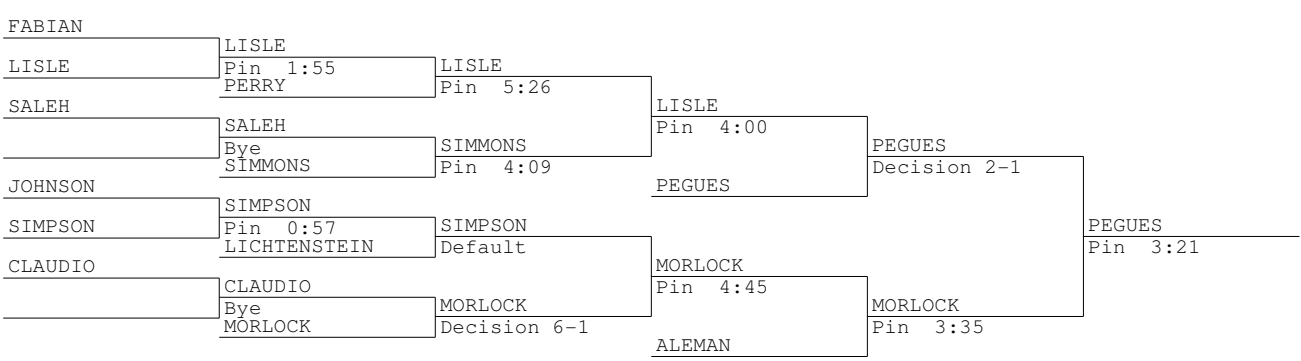 FABIAN
LISLE
LISLE
Pin 1:55
LISLE
PERRY
Pin 5:26
SALEH
LISLE
SALEH
Pin 4:00
Bye
SIMMONS
PEGUES
SIMMONS
Pin 4:09
Decision 2-1
JOHNSON
PEGUES
SIMPSON
SIMPSON
Pin 0:57
SIMPSON
PEGUES
LICHTENSTEIN
Default
Pin 3:21
CLAUDIO
MORLOCK
CLAUDIO
Pin 4:45
Bye
MORLOCK
MORLOCK
MORLOCK
Decision 6-1
Pin 3:35
ALEMAN